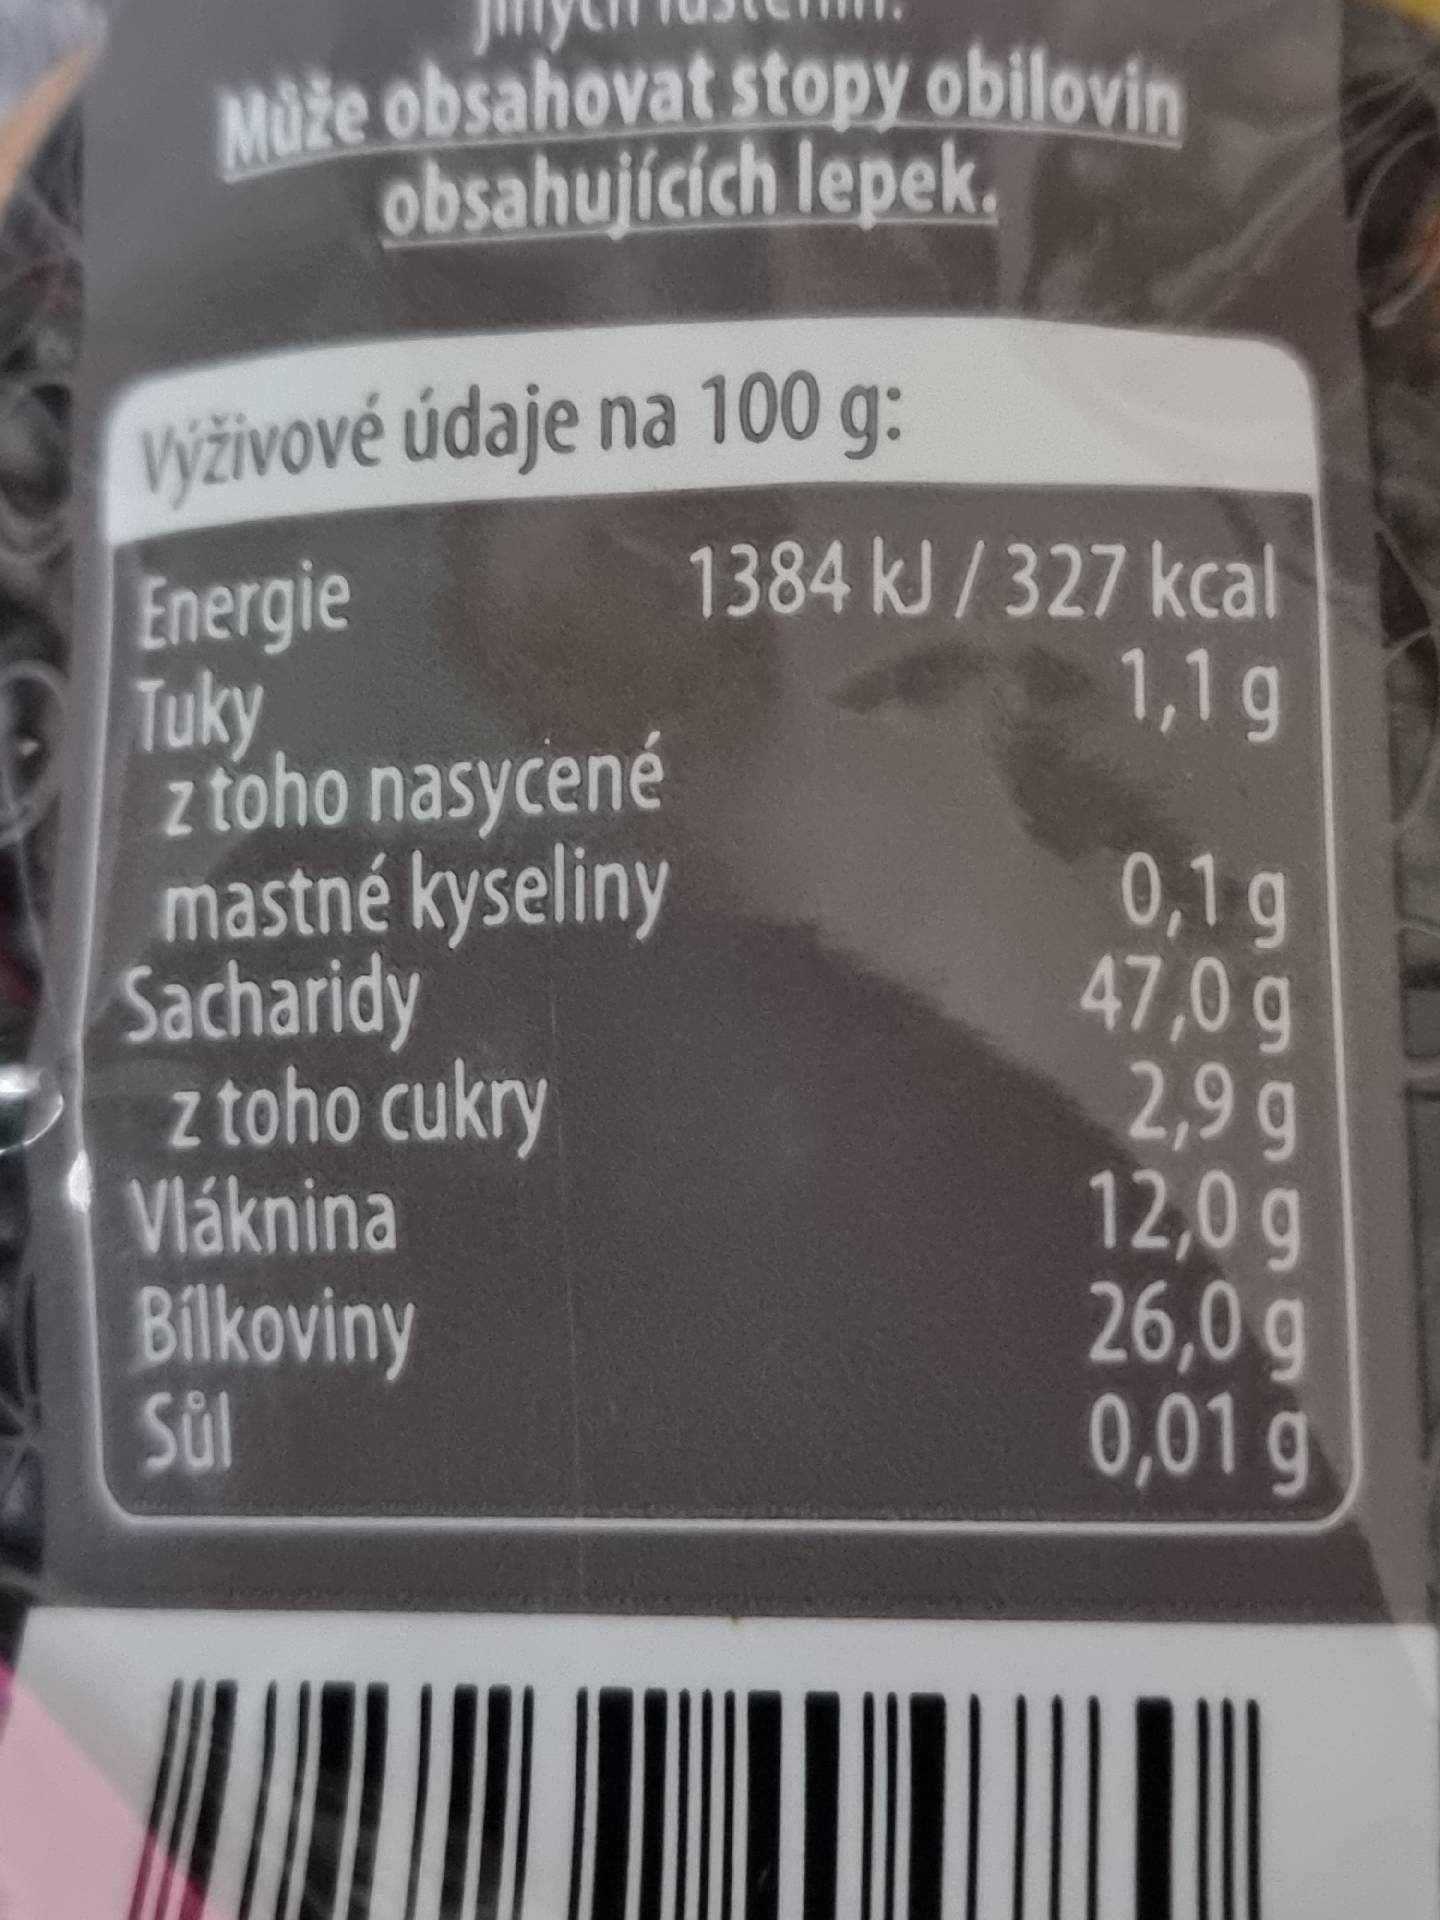 Může obsahovat stopy obilovin
obsahujících lepek.
Výživové údaje na 100 g:
Energie 1384 kJ / 327 kcal
Tuky 1,1 g
z toho nasycené
mastné kyseliny 0,1 g
Sacharidy 47,0 g
z toho cukry 2,9 g
Vláknina 12,0 g
Bílkoviny 26,0 g
Sůl 0,01 g